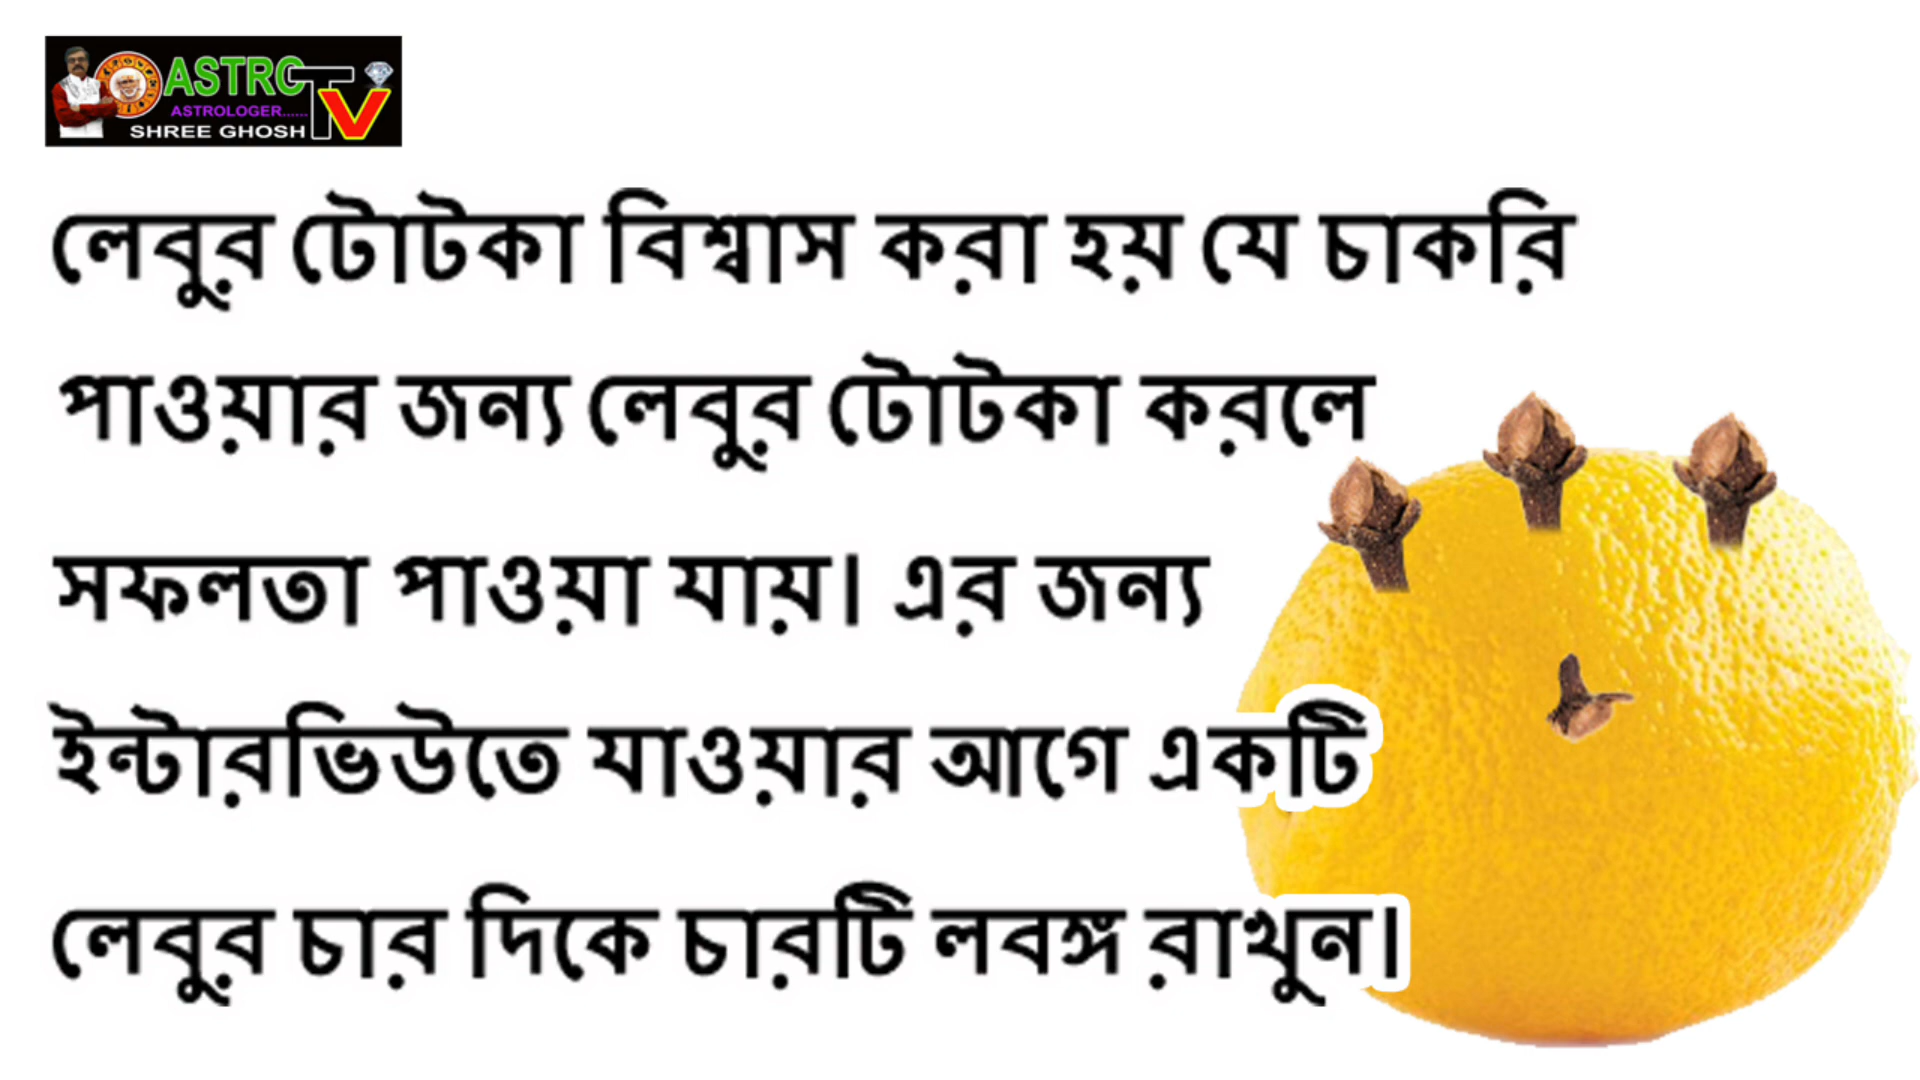 ASTRO TV
ASTROLOGER......
SHREE GHOSH
লেবুর টোটকা বিশ্বাস করা হয় যে চাকরি
পাওয়ার জন্য লেবুর টোটকা করলে
সফলতা পাওয়া যায়। এর জন্য
ইন্টারভিউতে যাওয়ার আগে একটি
লেবুর চার দিকে চারটি লবঙ্গ রাখুন।